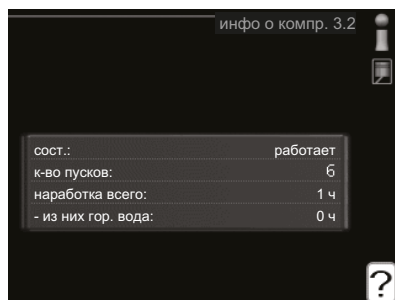 инфо о компр. 3.2
сост.: работает
к-во пусков: 6
наработка всего: 1 ч
- из них гор. вода: 0 ч
?